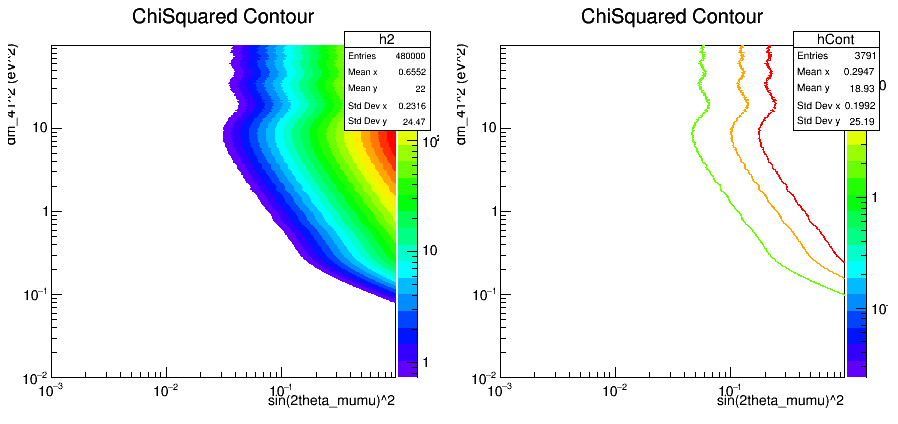 ChiSquared Contour
h2
Entries 480000
Mean x 0.6552
Mean y 22
Std Dev x 0.2316
Std Dev y 24.47
10
1
10−1
10−2
10−3
10−2
10−1
sin(2theta_mumu)^2
10
1
ChiSquared Contour
hCont
Entries 3791
Mean x 0.2947
Mean y 18.93
Std Dev x 0.1992
Std Dev y 25.19
10
1
10−1
10−2
10−3
10−2
10−1
sin(2theta_mumu)^2
1